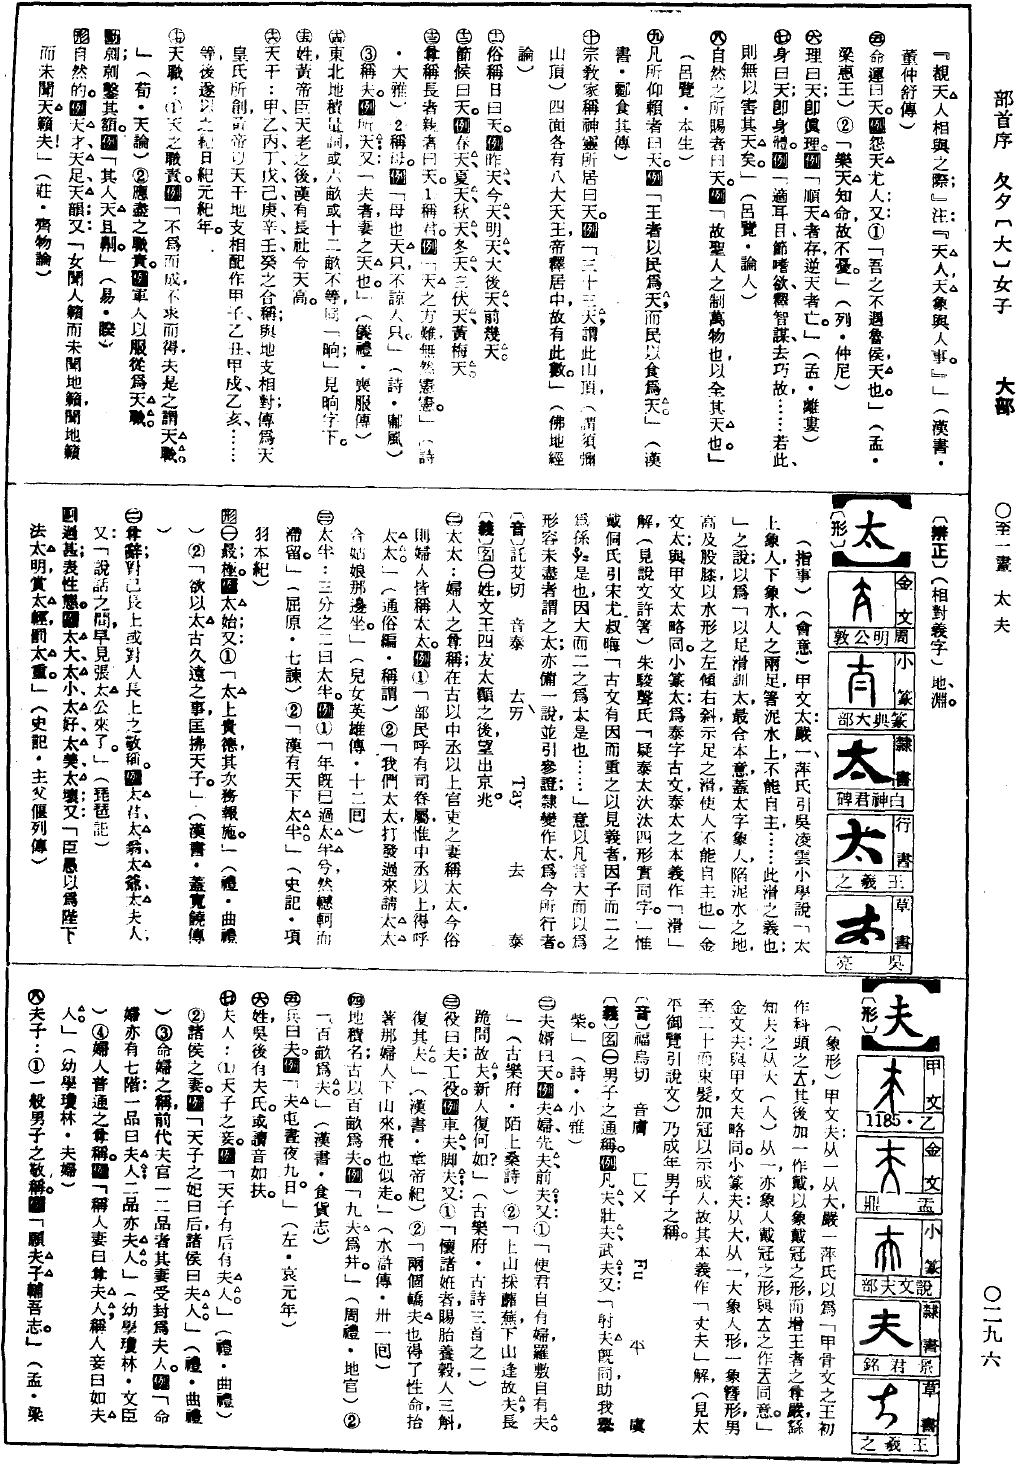 部首序 夂夕〔大〕女子 大部 ○至一畫 太夫 ○二九六
『覩天人相與之際；』注：『天人天象與人事。』」（漢書・
董仲舒傳）
㊄命運曰天。例怨天尤人；又①「吾之不遇魯侯，天也。」（孟・
梁惠王）②「樂天知命，故不憂。」（列・仲尼）
㊅理曰天，卽眞理。例「順天者存，逆天者亡。」（孟・離婁）
㊆身曰天，卽身體。例「適耳目，節嗜欲，釋智謀，去巧故……若此，
則無以害其天矣。」（呂覽・論人）
㊇自然之所賜者曰天。例「故聖人之制萬物也，以全其天也。」
（呂覽・本生）
㊈凡所仰賴者曰天。例「王者以民爲天，而民以食爲天。」（漢
書・酈食其傳）
㊉宗敎家稱神靈所居曰天。例「三十三天，謂此山頂，（謂須彌
山頂）四面各有八大天王，帝釋居中，故有此數。」（佛地經
論）
俗稱日曰天。例昨天、今天、明天、大後天、前幾天。
節候曰天。例春天、夏天、秋天、冬天、三伏天、黃梅天。
尊稱長者親者曰天。1稱君。例「天之方難，無然憲憲。」（詩
・大雅）2稱母。例「母也天只，不諒人只。」（詩・鄘風）
③稱夫。例所天；又「夫者，妻之天也。」（儀禮・喪服傳）
東北地積量詞，或六畝或十二畝不等，同「晌」，見晌字下。
姓，黃帝臣天老之後，漢有長社令天高。
天干：甲乙丙丁戊己庚辛壬癸之合稱，與地支相對，傳爲天
皇氏所創，黃帝以天干地支相配，作甲子、乙丑、甲戌、乙亥……
等，後遂以之紀日、紀元、紀年。
天職：⑴天之職責。例「不爲而成，不求而得，夫是之謂天職。
」（荀・天論）②應盡之職責。例軍人以服從爲天職。
動剠，剠鑿其額。例「其人天且劓。」（易・睽）
形自然的。例天才、天足、天韻；又「女聞人籟而未聞地籟，聞地籟
而未聞天籟夫！」（莊・齊物論）
〔辨正〕（相對義字）地、淵。
【太】
〔形〕
金文 周明公敦
小篆 篆典大部
隸書 白神君碑
行書 王羲之
草書 吳亮
（指事）（會意）甲文太，嚴一萍氏引吳凌雲小學說「太
上象人，下象水，人之兩足箸泥水上不能自主……此滑之義也；
」之說，以爲「以足滑訓太，最合本意，蓋太字象人陷泥水之地，
高及股膝，以水形之左傾右斜，示足之滑使人不能自主也。」金
文太與甲文太略同。小篆太：爲泰字古文，泰太之本義作「滑」
解，（見說文許箸）朱駿聲氏「疑泰太汏汰四形實同字。」惟
戴侗氏引宋尤叔晦「古文有因而重之以見義者，因子而二之
爲孫是也，因大而二之爲太是也……」意以凡言大而以爲
形容未盡者謂之太，亦備一說，並引參證，隸變作太，爲今所行者。
〔音〕託艾切 音泰 去ㄞ Tay 去 泰
〔義〕名㊀姓，文王四友太顚之後，望出京兆。
㊁太太：婦人之尊稱；在古以中丞以上官吏之妻稱太太，今俗
則婦人皆稱太太。例①「部民呼有司眷屬，惟中丞以上得呼
太太。」（通俗編・稱謂）②「我們太太打發過來請太太
合姑娘那邊坐。」（兒女英雄傳・十二回）
㊂太半：三分之二曰太半。例①「年旣已過太半兮，然轗軻而
滯留。」（屈原・七諫）②「漢有天下太半。」（史記・項
羽本紀）
形㊀最；極。例太始；又①「太上貴德，其次務報施。」（禮・曲禮
）②「欲以太古久遠之事，匡拂天子。」（漢書・蓋寬饒傳
）
㊁尊辭；對己長上或對人長上之敬稱。例太君、太翁、太爺、太夫人；
又「說話之間，早見張太公來了。」（琵琶記）
副過甚，表性態。例太大、太小、太好、太美、太壞；又「臣愚以爲陛下
法太明，賞太輕，罰太重。」（史記・主父偃列傳）
【夫】
〔形〕
甲文 乙・1185
金文 盂鼎
小篆 說文夫部
隸書 景君銘
草書 王羲之
（象形）甲文夫：从一从大，嚴一萍氏以爲「甲骨文之王，初
作科頭之，其後加一作，戴以象戴冠之形，而增王者之尊嚴，
知夫之从大（人）从一，亦象人戴冠之形，與之作天同意。」
金文夫：與甲文夫略同。小篆夫：从大从一，大象人形，一象簪形，男
至二十而束髮加冠以示成人，故其本義作「丈夫」解，（見太
平御覽引說文）乃成年男子之稱。
〔音〕福烏切 音膚 ㄈㄨ Fu 平 虞
〔義〕名㊀男子之通稱。例凡夫、壯夫、武夫；又「射夫旣同，助我舉
柴。」（詩・小雅）
㊁夫壻曰夫。例夫婦、先夫、前夫；又①「使君自有婦，羅敷自有夫。
」（古樂府・陌上桑詩）②「上山採蘼蕪，下山逢故夫；長
跪問故夫，新人復何如？」（古樂府・古詩三首之一）
㊂役曰夫；工役。例車夫、脚夫；又①「懷諸姙者，賜胎養穀人三斛，
復其夫。」（漢書・章帝紀）②「兩個轎夫也得了性命，抬
著那婦人下山來飛也似走。」（水滸傳・卅一回）
㊃地積名；古以百畝爲夫。例「九夫爲井。」（周禮・地官）②
「百畝爲夫。」（漢書・食貨志）
㊄兵曰夫。例「夫屯晝夜九日。」（左・哀元年）
㊅姓，吳後有夫氏，或讀音如扶。
㊆夫人：⑴天子之妾。例「天子有后，有夫人。」（禮・曲禮）
②諸侯之妻。例「天子之妃曰后，諸侯曰夫人。」（禮・曲禮
）③命婦之稱，前代夫官一二品者，其妻受封爲夫人。例「命
婦亦有七階：一品曰夫人；二品亦夫人。」（幼學瓊林・文臣
）④婦人普通之尊稱。例「稱人妻曰尊夫人，稱人妾曰如夫
人。」（幼學瓊林・夫婦）
㊇夫子：①一般男子之敬稱。例「願夫子輔吾志。」（孟・梁